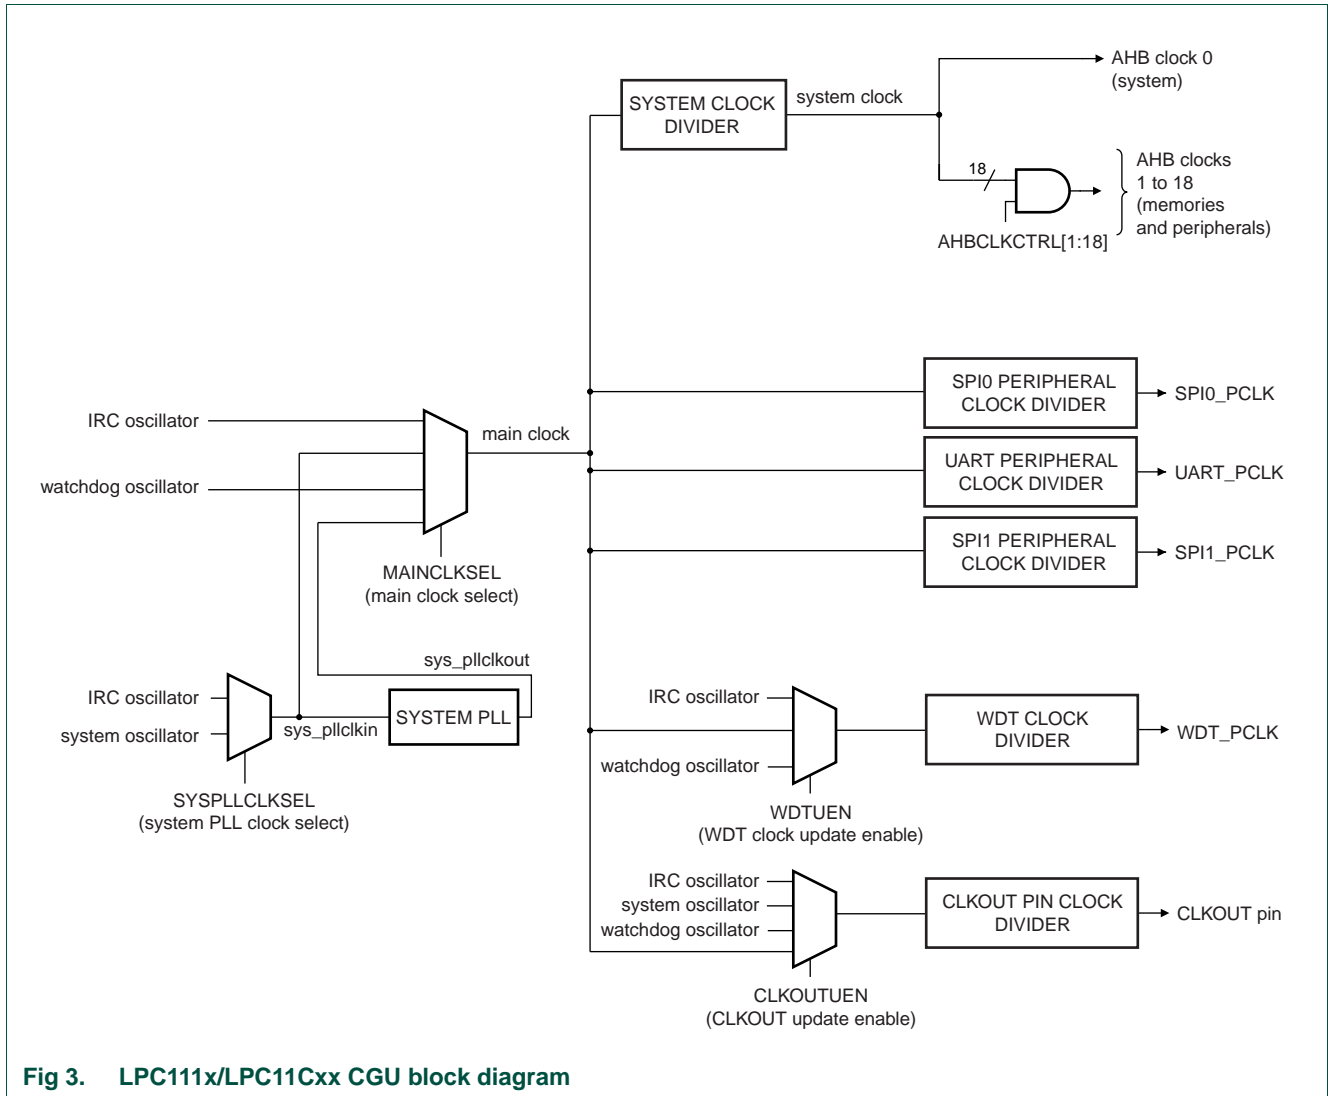 AHB clock 0
(system)
SYSTEM CLOCK
DIVIDER
system clock
18
AHB clocks
1 to 18
(memories
and peripherals)
AHBCLKCTRL[1:18]
SPI0 PERIPHERAL
CLOCK DIVIDER
SPI0_PCLK
IRC oscillator
main clock
watchdog oscillator
UART PERIPHERAL
CLOCK DIVIDER
UART_PCLK
MAINCLKSEL
(main clock select)
SPI1 PERIPHERAL
CLOCK DIVIDER
SPI1_PCLK
sys_pllclkout
IRC oscillator
system oscillator
sys_pllclkin
SYSTEM PLL
SYSPLLCLKSEL
(system PLL clock select)
IRC oscillator
watchdog oscillator
WDT CLOCK
DIVIDER
WDT_PCLK
WDTUEN
(WDT clock update enable)
IRC oscillator
system oscillator
watchdog oscillator
CLKOUT PIN CLOCK
DIVIDER
CLKOUT pin
CLKOUTUEN
(CLKOUT update enable)
Fig 3. LPC111x/LPC11Cxx CGU block diagram